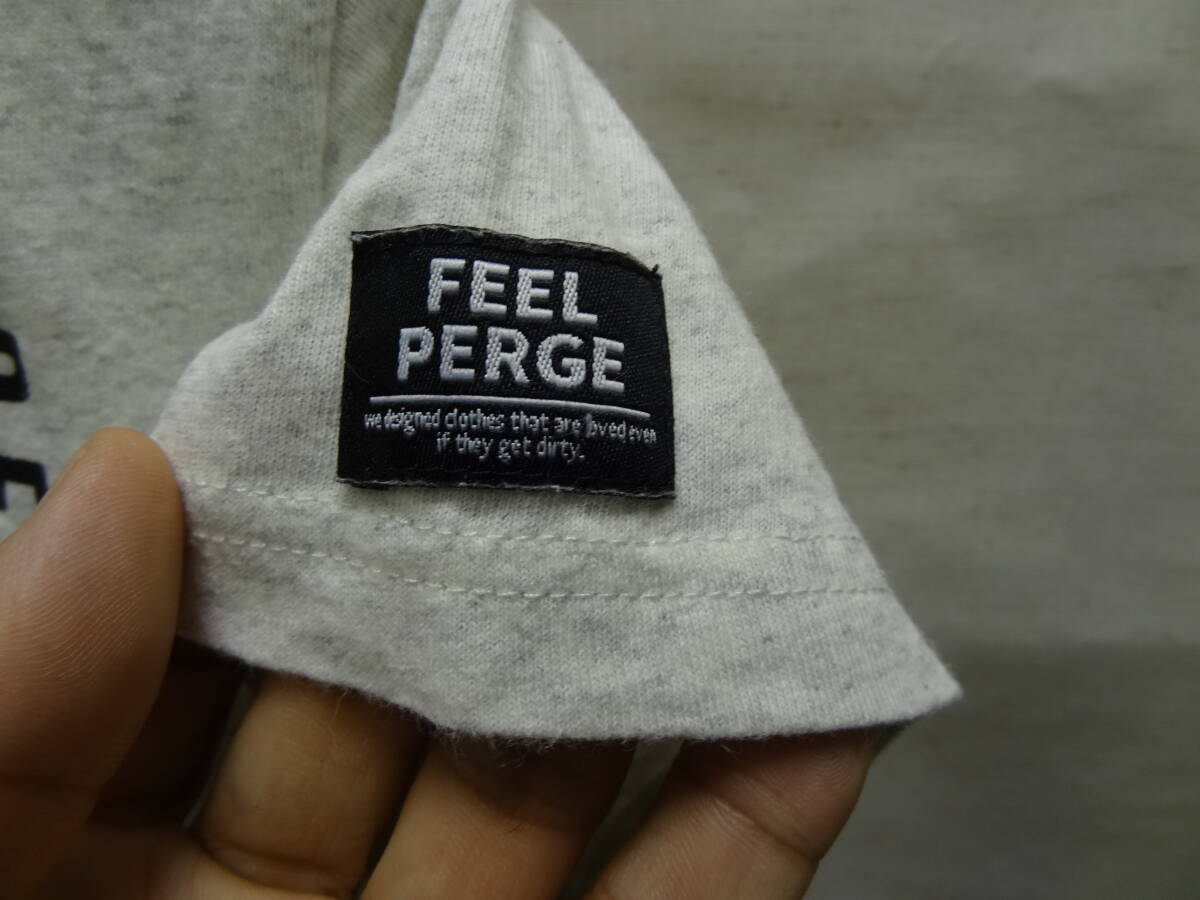 FEEL
PERGE
we designed clothes that are loved even
if they get dirty.